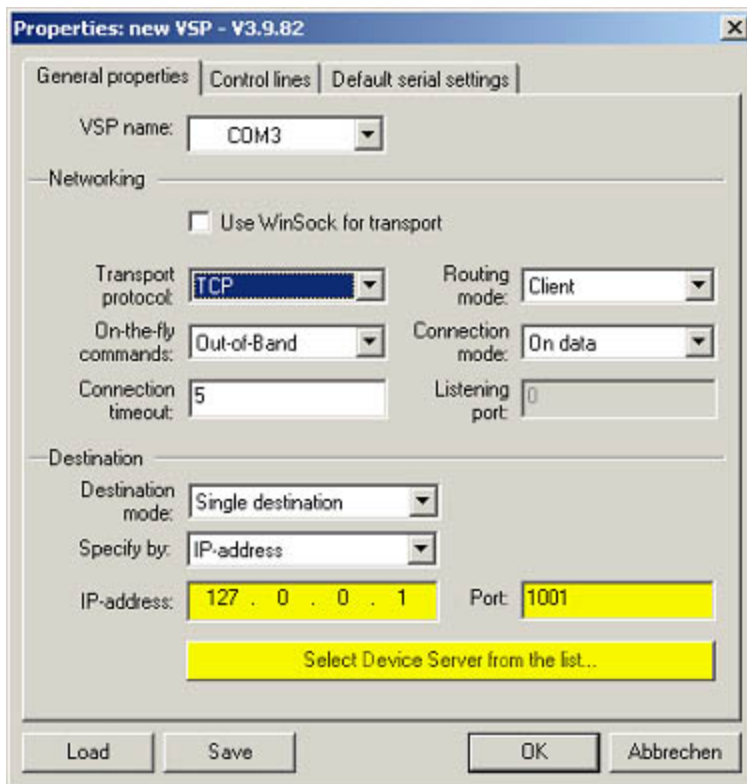 Properties: new VSP - V3.9.82
General properties Control lines Default serial settings
VSP name: COM3
Networking
Use WinSock for transport
Transport protocol: TCP Routing mode: Client
On-the-fly commands: Out-of-Band Connection mode: On data
Connection timeout: 5 Listening port: 0
Destination
Destination mode: Single destination
Specify by: IP-address
IP-address: 127 . 0 . 0 . 1 Port: 1001
Select Device Server from the list...
Load Save OK Abbrechen